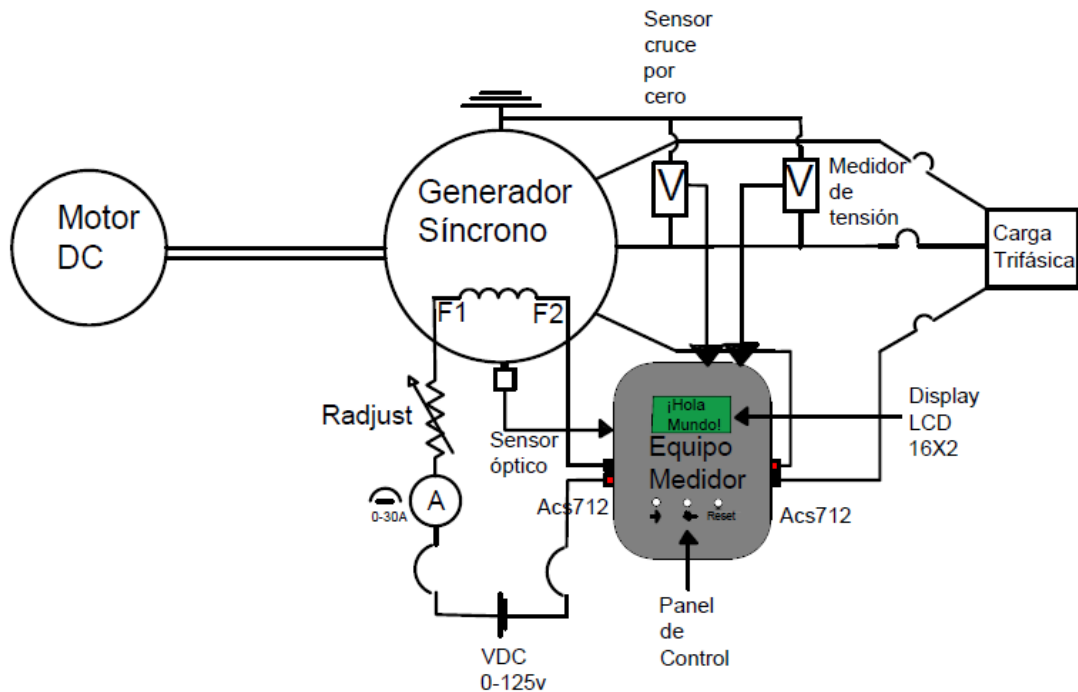 Sensor
cruce
por
cero
Motor
DC
Generador
Síncrono
V
V
Medidor
de
tensión
Carga
Trifásica
F1
F2
Radjust
Sensor
óptico
¡Hola
Mundo!
Equipo
Medidor
Reset
Display
LCD
16X2
A
0-30A
Acs712
Acs712
Panel
de
Control
VDC
0-125v